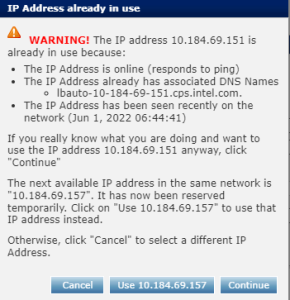 IP Address already in use
WARNING! The IP address 10.184.69.151 is
already in use because:
• The IP Address is online (responds to ping)
• The IP Address already has associated DNS Names
◦ lbauto-10-184-69-151.cps.intel.com.
• The IP Address has been seen recently on the
network (Jun 1, 2022 06:44:41)
If you really know what you are doing and want to
use the IP address 10.184.69.151 anyway, click
"Continue"
The next available IP address in the same network is
"10.184.69.157". It has now been reserved
temporarily. Click on "Use 10.184.69.157" to use that
IP address instead.
Otherwise, click "Cancel" to select a different IP
Address.
Cancel Use 10.184.69.157 Continue